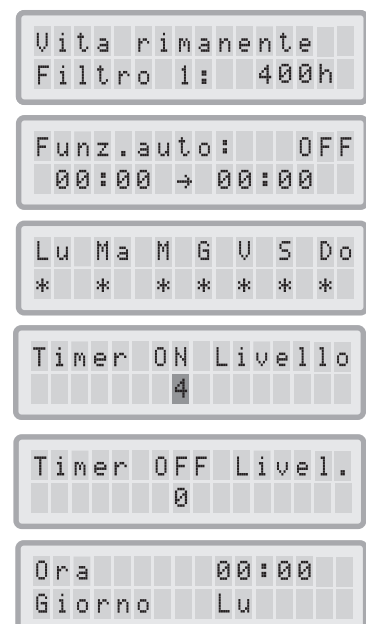 Vita rimanente
Filtro 1: 400h
Funz.auto: OFF
00:00 → 00:00
Lu Ma M G V S Do
* * * * * * *
Timer ON Livello
4
Timer OFF Livel.
0
Ora 00:00
Giorno Lu